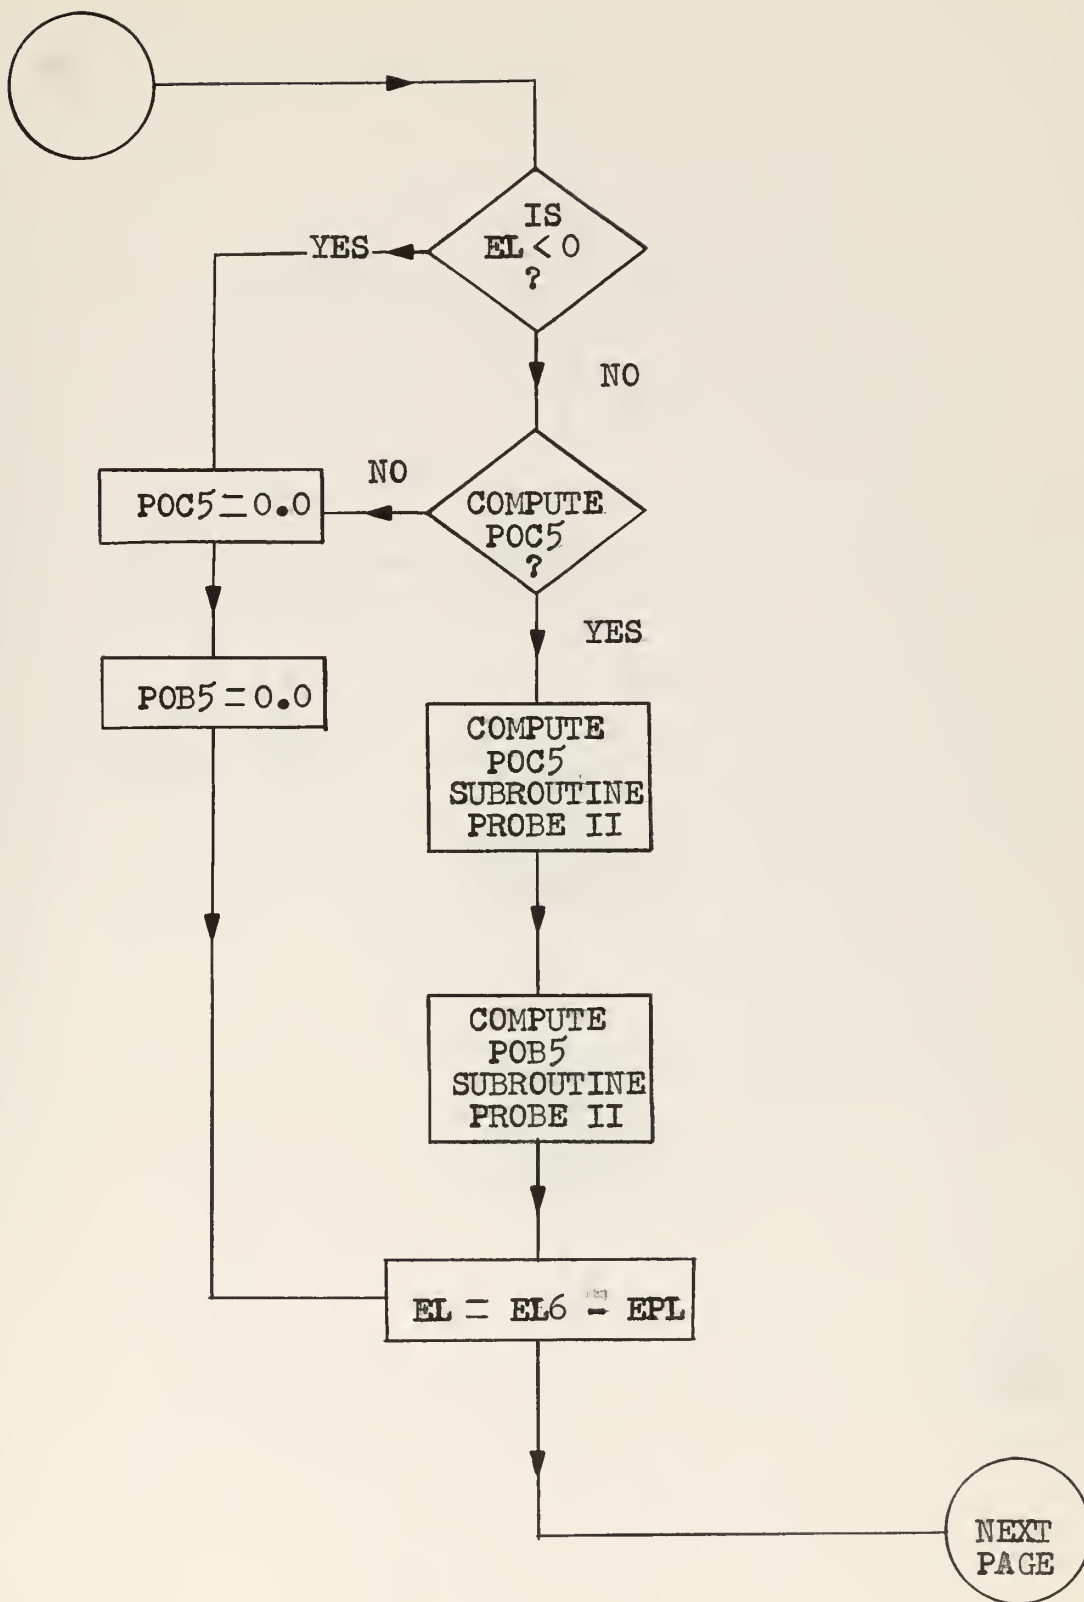 IS
EL < 0
?
YES
NO
NO
POC5 = 0.0
COMPUTE
POC5
?
YES
POB5 = 0.0
COMPUTE
POC5
SUBROUTINE
PROBE II
COMPUTE
POB5
SUBROUTINE
PROBE II
EL = EL6 - EPL
NEXT
PAGE